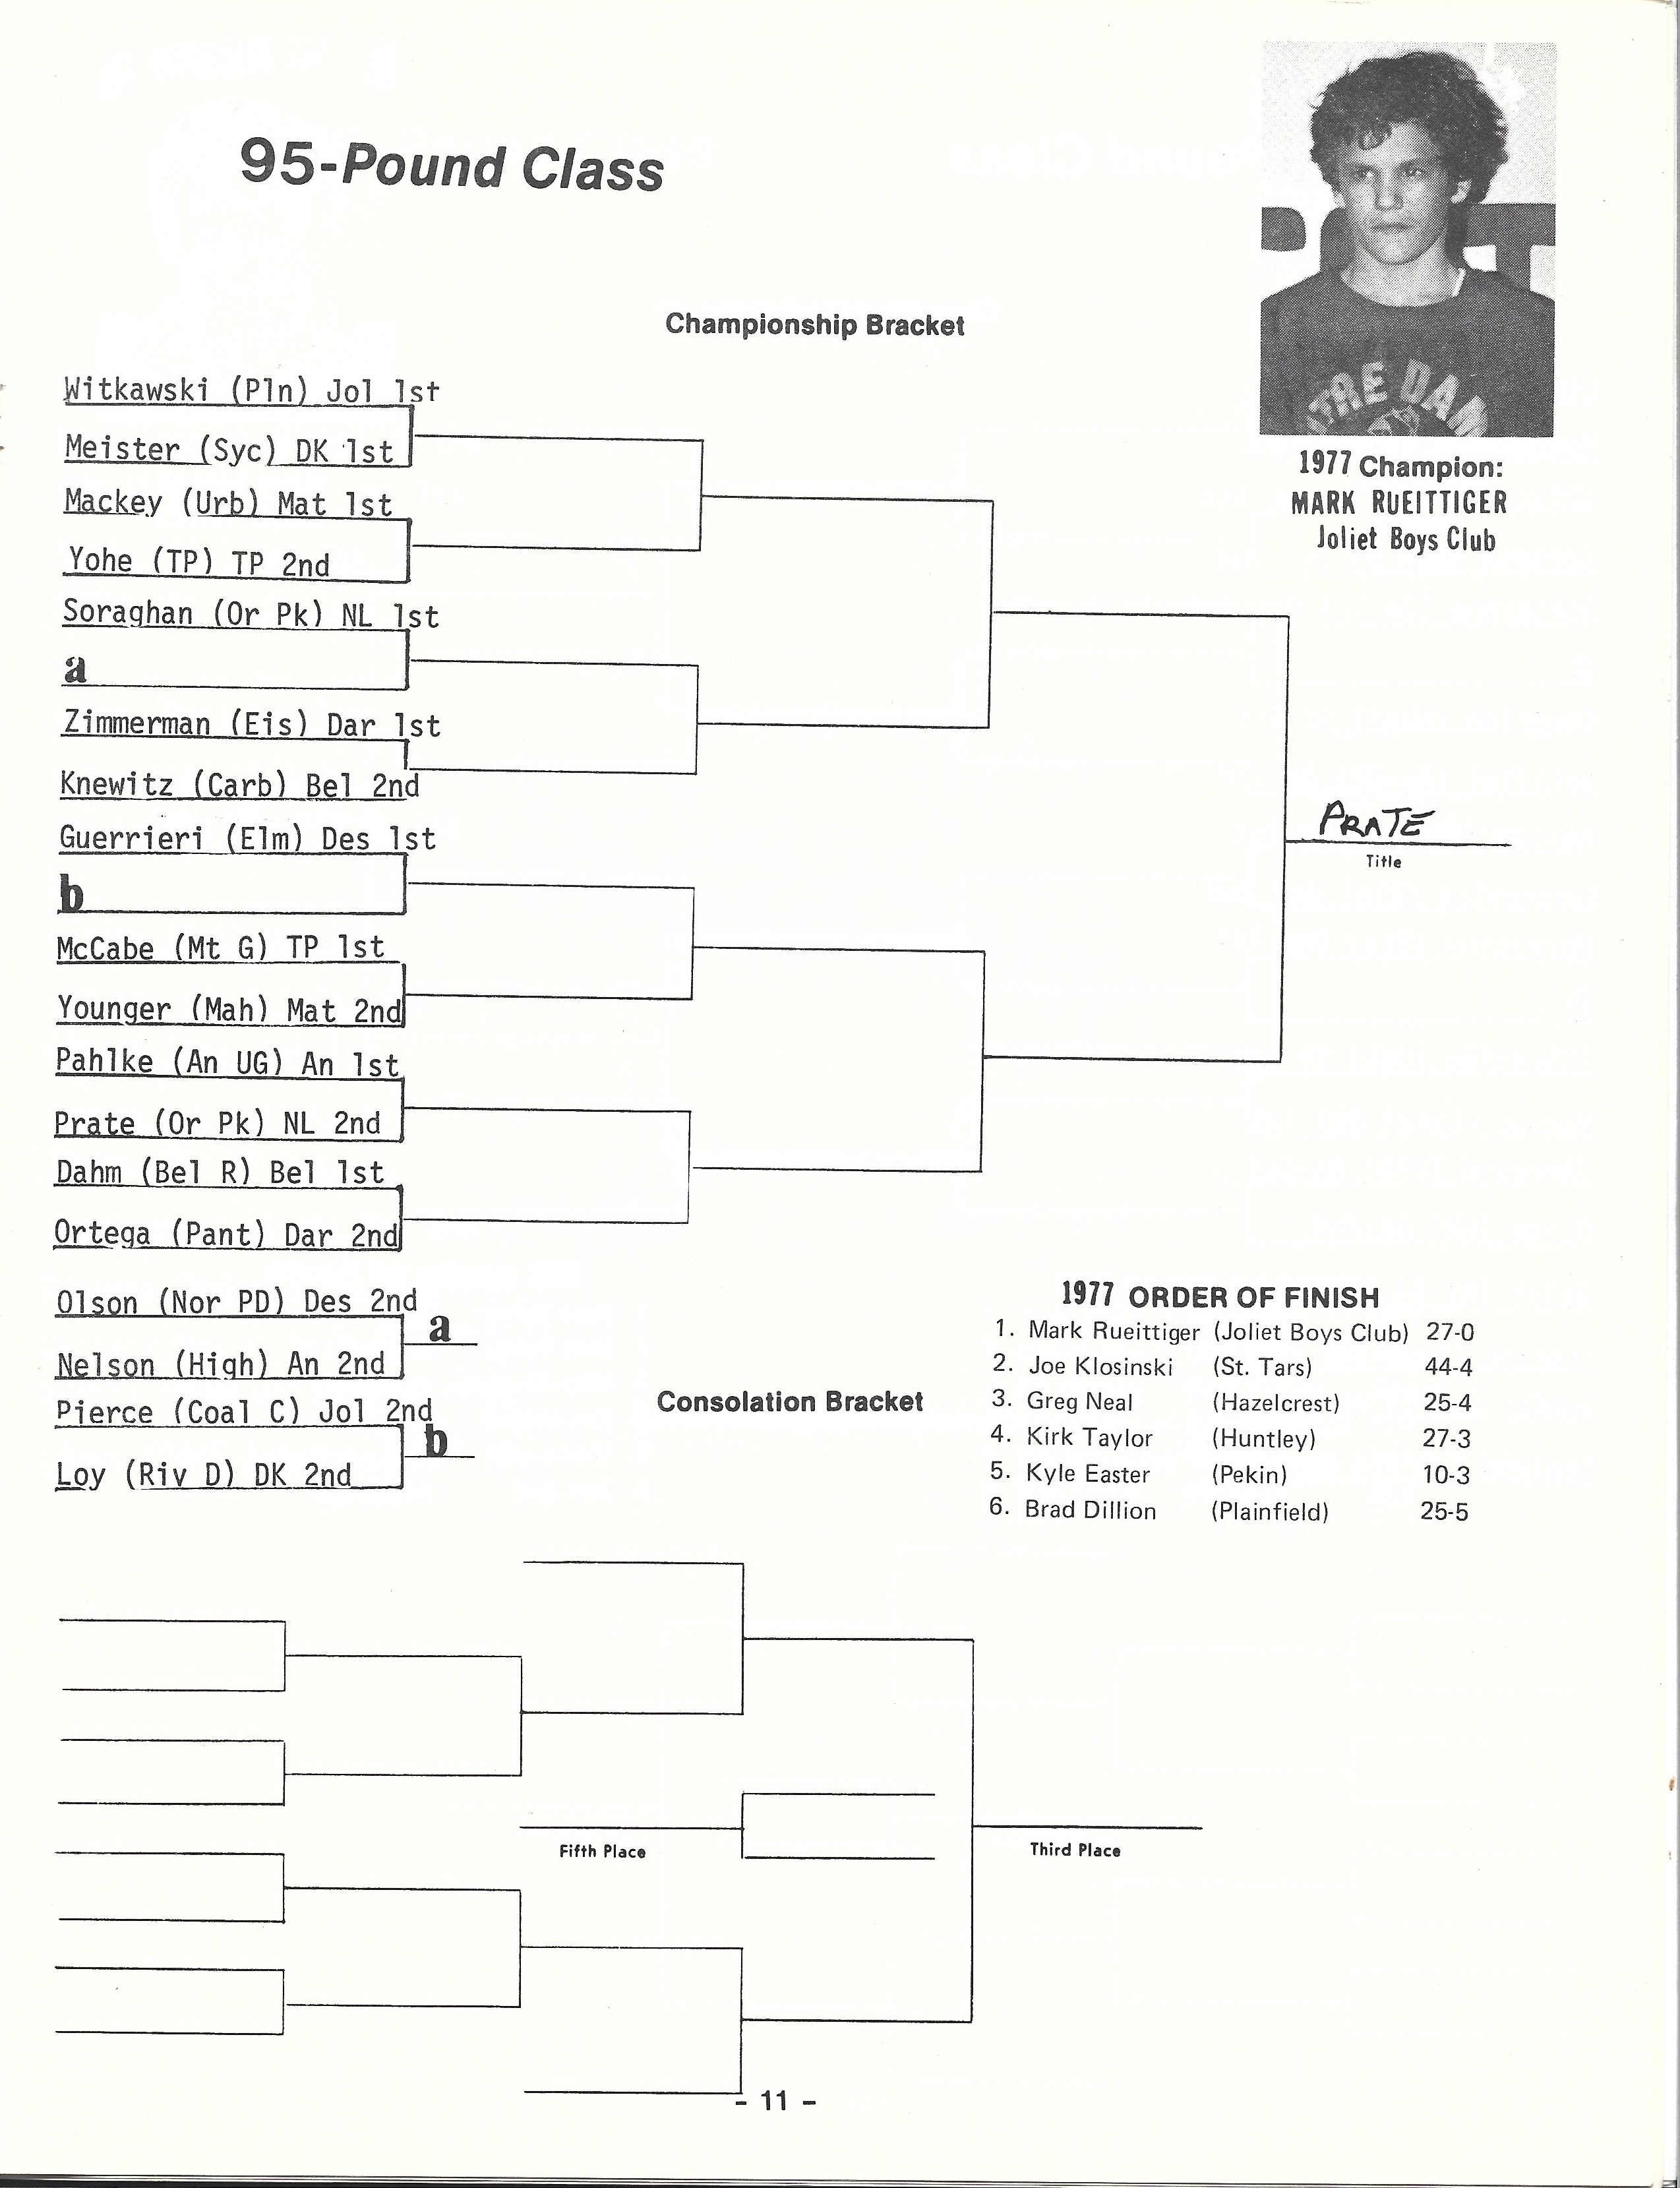 95-Pound Class
Championship Bracket
Witkawski (Pln) Jol 1st
Meister (Syc) DK 1st
Mackey (Urb) Mat 1st
Yohe (TP) TP 2nd
Soraghan (Or Pk) NL 1st
a
Zimmerman (Eis) Dar 1st
Knewitz (Carb) Bel 2nd
Guerrieri (Elm) Des 1st
b
McCabe (Mt G) TP 1st
Younger (Mah) Mat 2nd
Pahlke (An UG) An 1st
Prate (Or Pk) NL 2nd
Dahm (Bel R) Bel 1st
Ortega (Pant) Dar 2nd
Olson (Nor PD) Des 2nd
a
Nelson (High) An 2nd
Pierce (Coal C) Jol 2nd
b
Loy (Riv D) DK 2nd
TRE DA
1977 Champion:
MARK RUEITTIGER
Joliet Boys Club
PRATE
Title
1977 ORDER OF FINISH
1. Mark Rueittiger (Joliet Boys Club) 27-0
2. Joe Klosinski (St. Tars) 44-4
3. Greg Neal (Hazelcrest) 25-4
4. Kirk Taylor (Huntley) 27-3
5. Kyle Easter (Pekin) 10-3
6. Brad Dillion (Plainfield) 25-5
Consolation Bracket
Fifth Place
Third Place
- 11 -